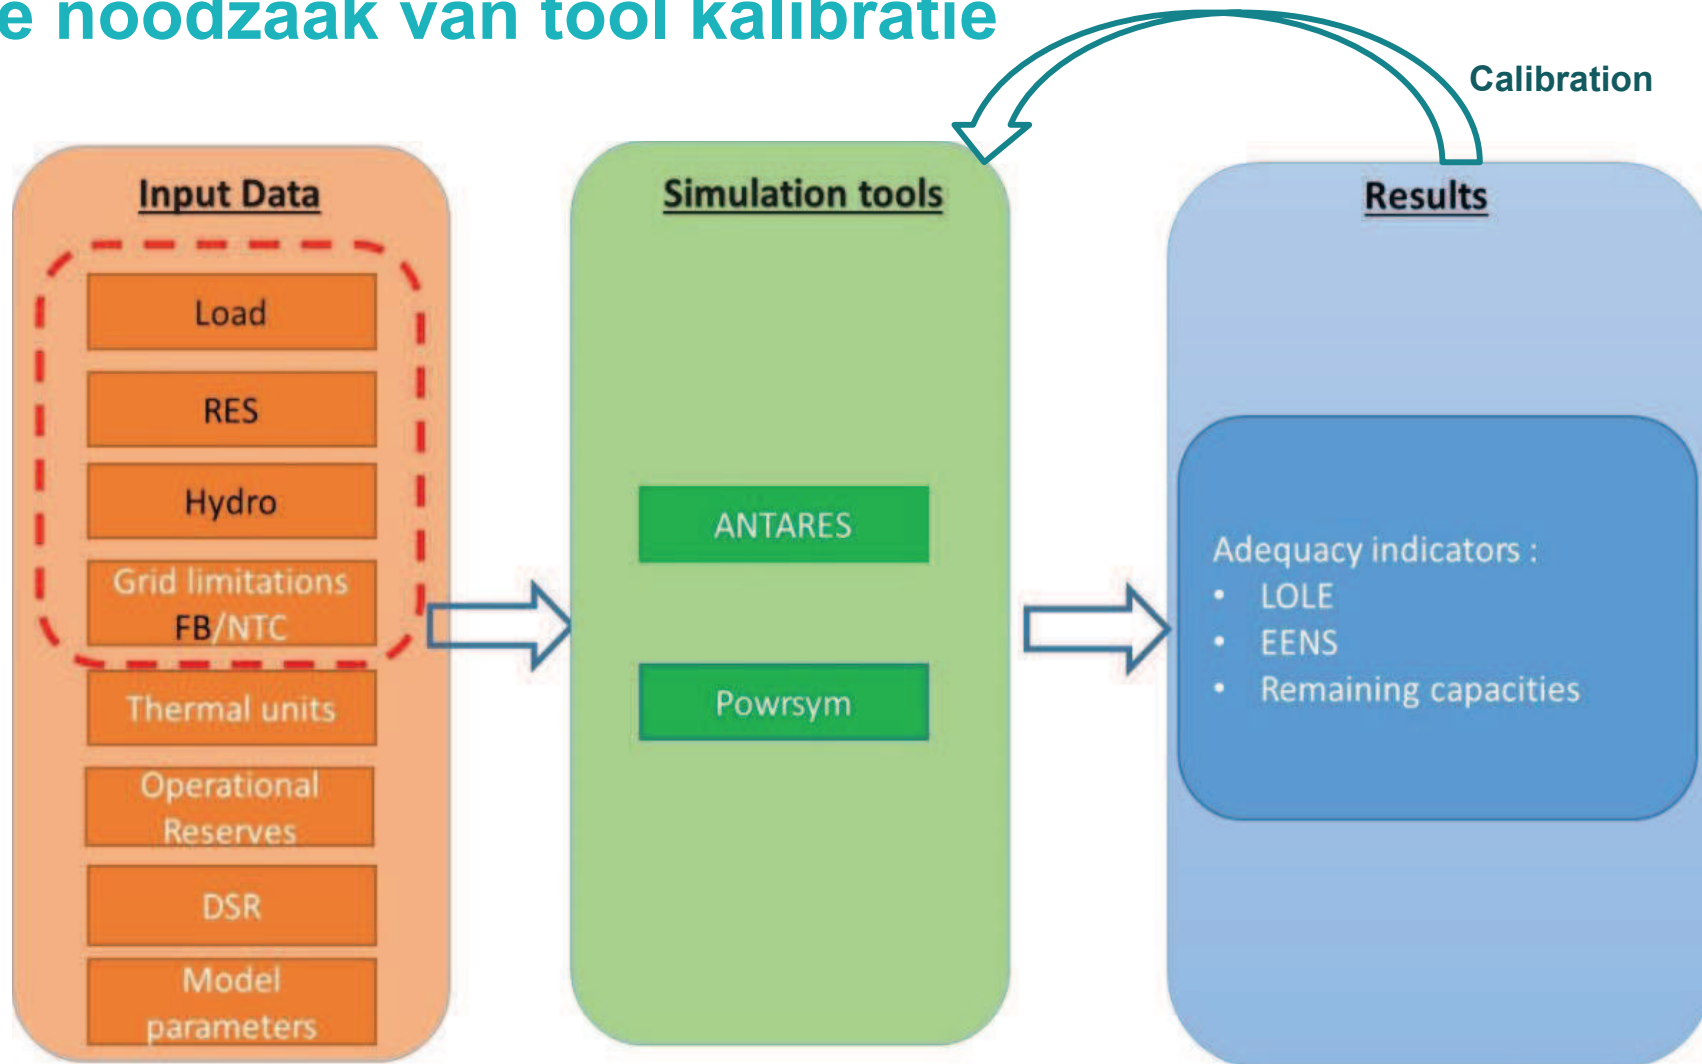 e noodzaak van tool kalibratie
Calibration
Input Data
Load
RES
Hydro
Grid limitations
FB/NTC
Thermal units
Operational
Reserves
DSR
Model
parameters
Simulation tools
ANTARES
Powrsym
Results
Adequacy indicators :
• LOLE
• EENS
• Remaining capacities